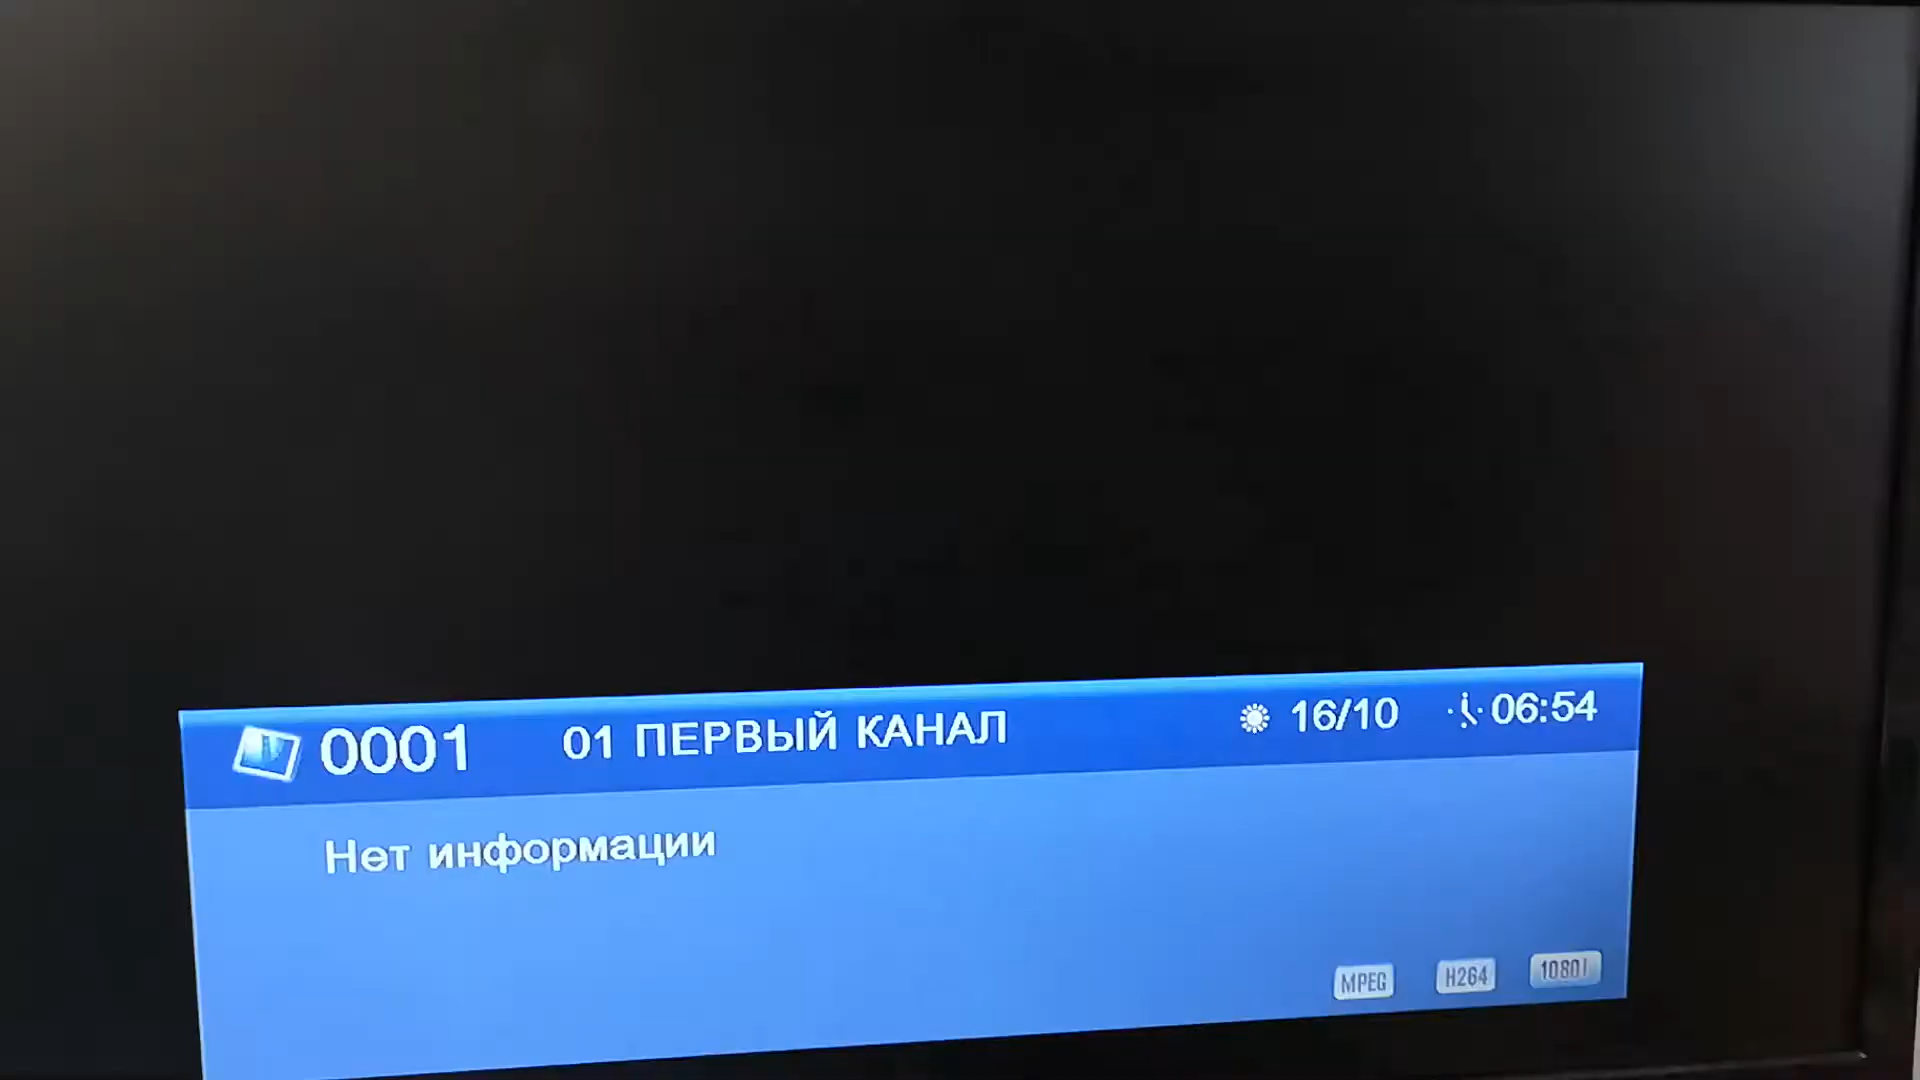 0001 01 ПЕРВЫЙ КАНАЛ 16/10 06:54
Нет информации
MPEG H264 1080I